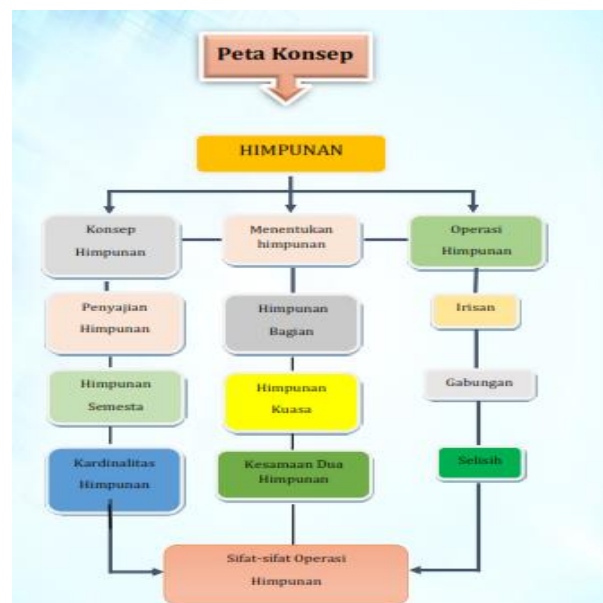 Peta Konsep
HIMPUNAN
Konsep
Himpunan
Menentukan
himpunan
Operasi
Himpunan
Penyajian
Himpunan
Himpunan
Bagian
Irisan
Himpunan
Semesta
Himpunan
Kuasa
Gabungan
Kardinalitas
Himpunan
Kesamaan Dua
Himpunan
Selisih
Sifat-sifat Operasi
Himpunan